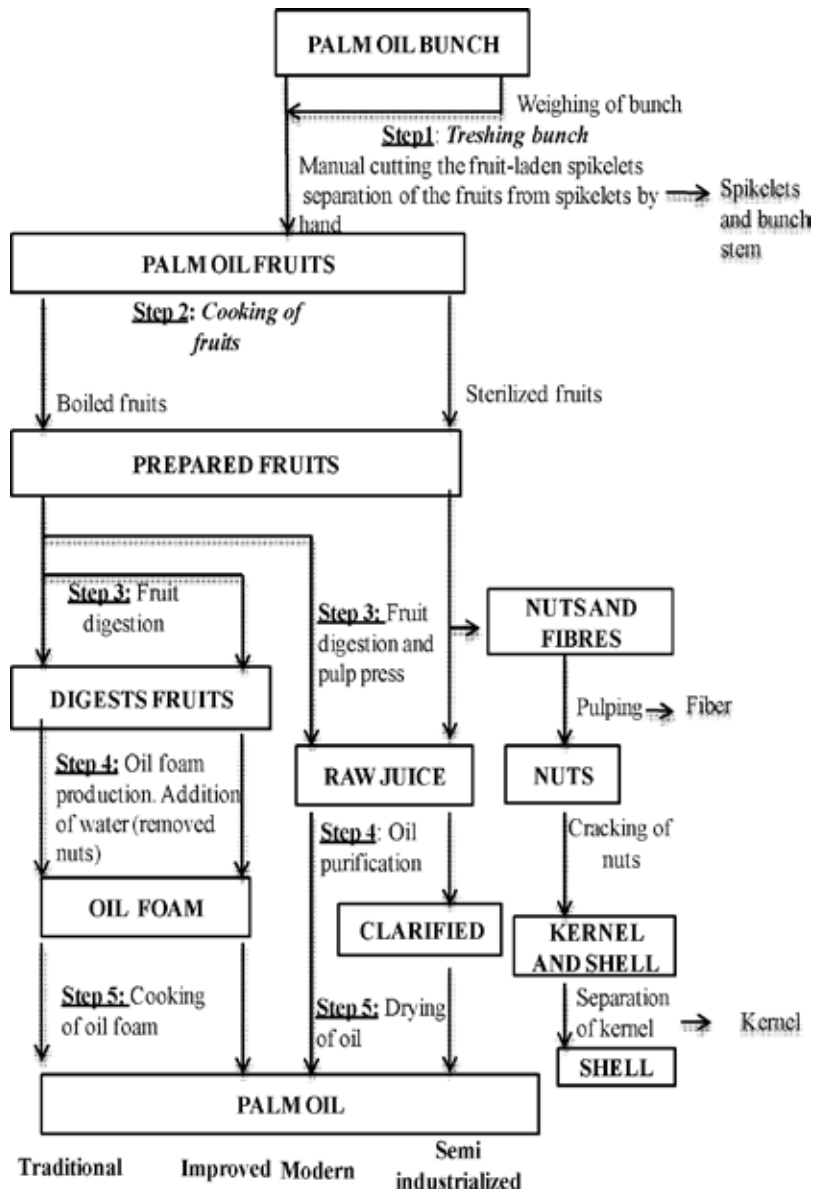 PALM OIL BUNCH
Weighing of bunch
Step1: Treshing bunch
Manual cutting the fruit-laden spikelets
separation of the fruits from spikelets by
hand
Spikelets
and bunch
stem
PALM OIL FRUITS
Step 2: Cooking of
fruits
Boiled fruits
Sterilized fruits
PREPARED FRUITS
Step 3: Fruit
digestion
Step 3: Fruit
digestion and
pulp press
NUTS AND
FIBRES
DIGESTS FRUITS
Pulping
Fiber
Step 4: Oil foam
production. Addition
of water (removed
nuts)
RAW JUICE
NUTS
Step 4: Oil
purification
Cracking of
nuts
OIL FOAM
CLARIFIED
KERNEL
AND SHELL
Step 5: Cooking
of oil foam
Step 5: Drying
of oil
Separation
of kernel
Kernel
SHELL
PALM OIL
Traditional
Improved
Modern
Semi
industrialized